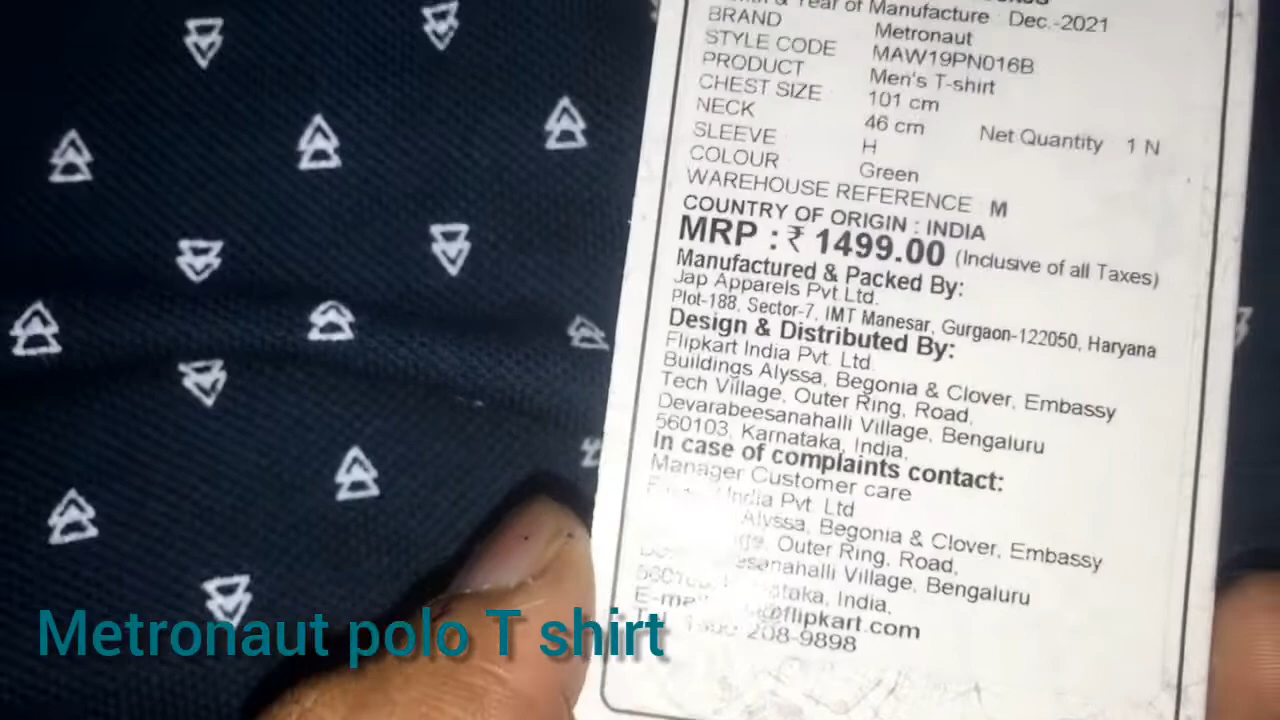 & Year of Manufacture : Dec.-2021
BRAND Metronaut
STYLE CODE MAW19PN016B
PRODUCT Men's T-shirt
CHEST SIZE 101 cm
NECK 46 cm Net Quantity : 1 N
SLEEVE H
COLOUR Green
WAREHOUSE REFERENCE M
COUNTRY OF ORIGIN : INDIA
MRP : ₹ 1499.00 (Inclusive of all Taxes)
Manufactured & Packed By:
Jap Apparels Pvt.Ltd.
Plot-188, Sector-7, IMT Manesar, Gurgaon-122050, Haryana
Design & Distributed By:
Flipkart India Pvt. Ltd.
Buildings Alyssa, Begonia & Clover, Embassy
Tech Village, Outer Ring, Road,
Devarabeesanahalli Village, Bengaluru
560103, Karnataka, India,
In case of complaints contact:
Manager Customer care
India Pvt. Ltd
Alyssa, Begonia & Clover, Embassy
Outer Ring, Road,
Village, Bengaluru
India,
@flipkart.com
208-9898
Metronaut polo T shirt